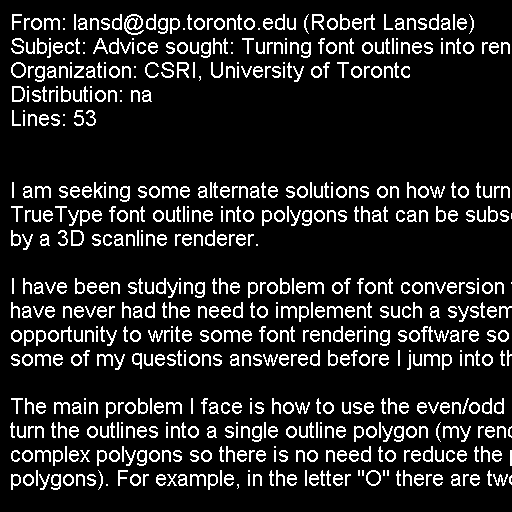 From: lansd@dgp.toronto.edu (Robert Lansdale)
Subject: Advice sought: Turning font outlines into ren
Organization: CSRI, University of Toronto
Distribution: na
Lines: 53
I am seeking some alternate solutions on how to turn
TrueType font outline into polygons that can be subs
by a 3D scanline renderer.
I have been studying the problem of font conversion
have never had the need to implement such a system
opportunity to write some font rendering software so
some of my questions answered before I jump into th
The main problem I face is how to use the even/odd
turn the outlines into a single outline polygon (my ren
complex polygons so there is no need to reduce the p
polygons). For example, in the letter "O" there are two